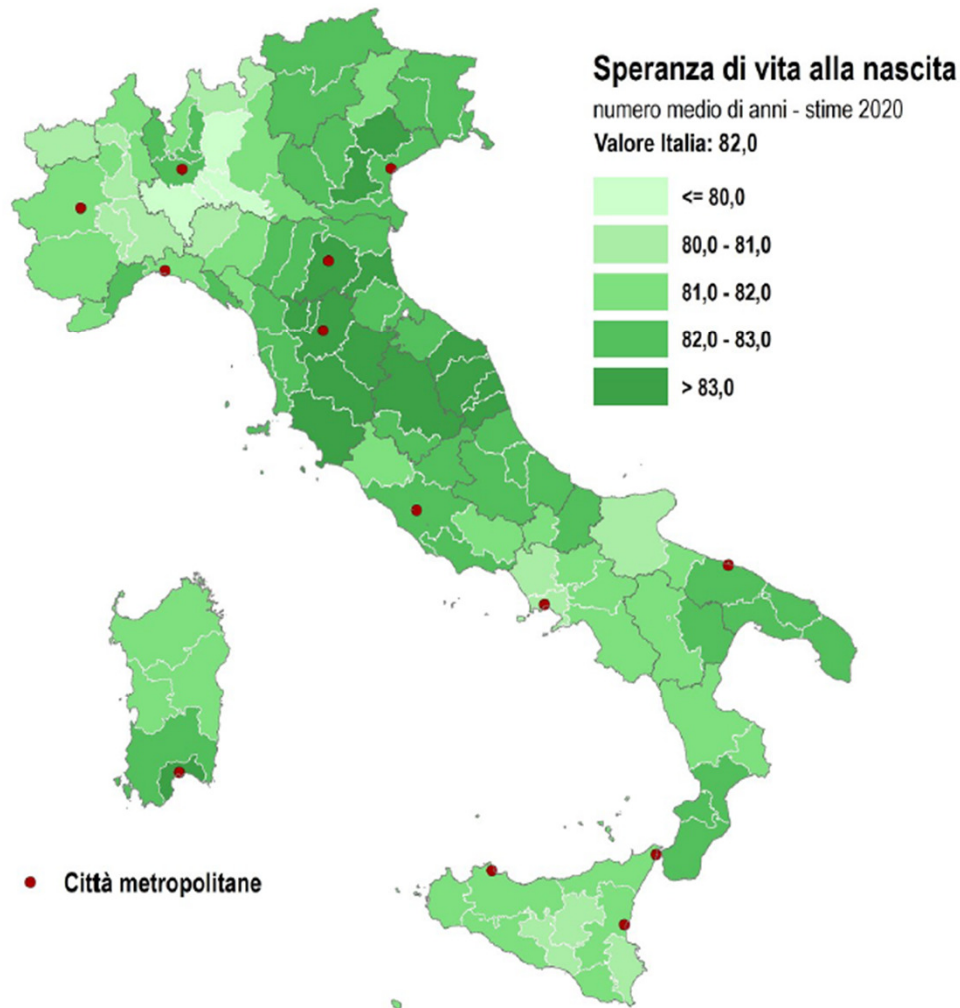 Speranza di vita alla nascita
numero medio di anni - stime 2020
Valore Italia: 82,0
<= 80,0
80,0 - 81,0
81,0 - 82,0
82,0 - 83,0
> 83,0
Città metropolitane